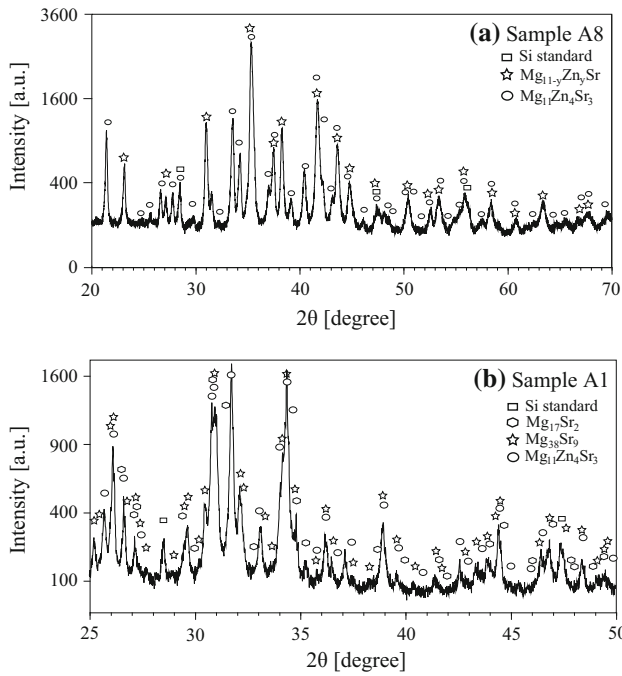 3600
(a) Sample A8
Si standard
Mg11-yZnySr
Mg11Zn4Sr3
Intensity [a.u.]
1600
400
0
20 30 40 50 60 70
2θ [degree]
1600
(b) Sample A1
Si standard
Mg17Sr2
Mg38Sr9
Mg11Zn4Sr3
Intensity [a.u.]
900
400
100
25 30 35 40 45 50
2θ [degree]